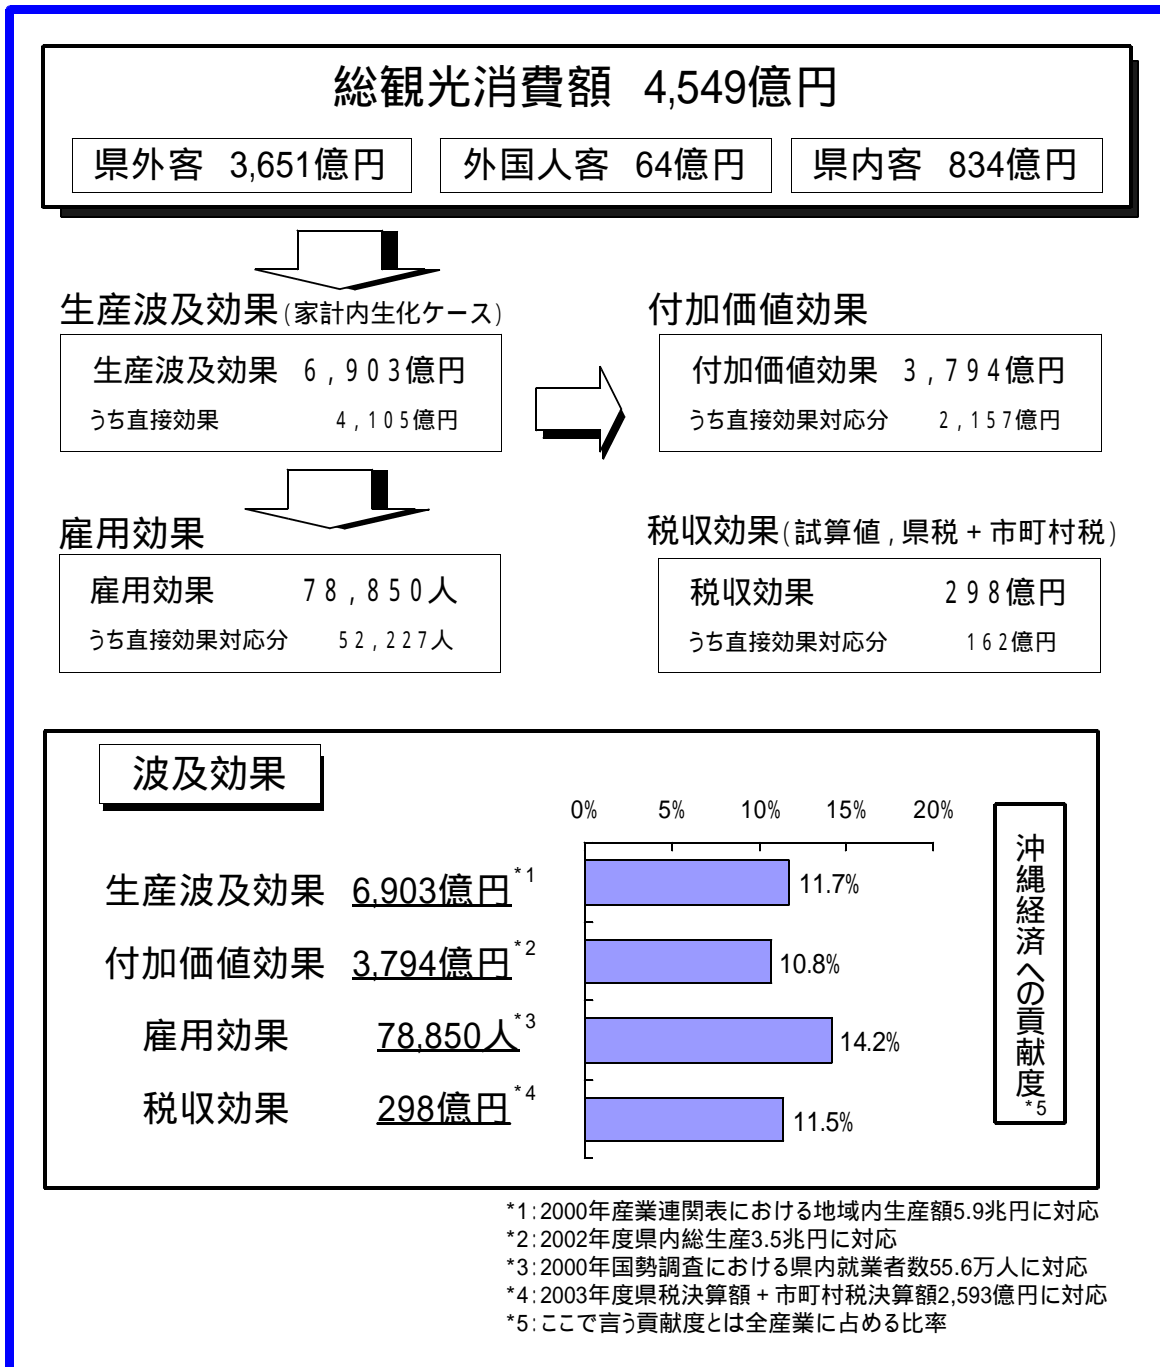 総観光消費額 4,549億円
県外客 3,651億円 外国人客 64億円 県内客 834億円
生産波及効果(家計内生化ケース)
生産波及効果 6,903億円
うち直接効果 4,105億円
付加価値効果
付加価値効果 3,794億円
うち直接効果対応分 2,157億円
雇用効果
雇用効果 78,850人
うち直接効果対応分 52,227人
税収効果(試算値,県税+市町村税)
税収効果 298億円
うち直接効果対応分 162億円
波及効果
0% 5% 10% 15% 20%
生産波及効果 6,903億円*1 11.7%
付加価値効果 3,794億円*2 10.8%
雇用効果 78,850人*3 14.2%
税収効果 298億円*4 11.5%
沖縄経済への貢献度*5
*1:2000年産業連関表における地域内生産額5.9兆円に対応
*2:2002年度県内総生産3.5兆円に対応
*3:2000年国勢調査における県内就業者数55.6万人に対応
*4:2003年度県税決算額+市町村税決算額2,593億円に対応
*5:ここで言う貢献度とは全産業に占める比率